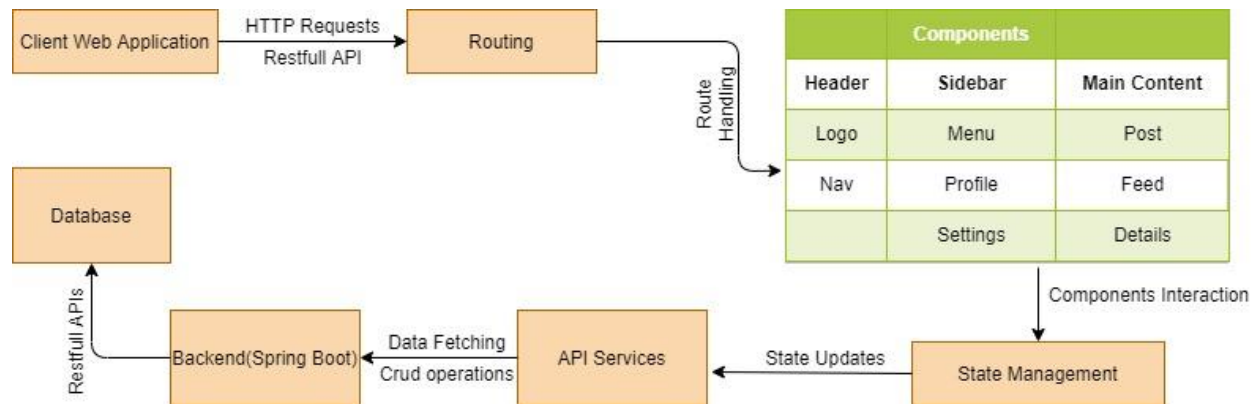 Client Web Application
HTTP Requests
Restfull API
Routing
Route
Handling
Components
Header Sidebar Main Content
Logo Menu Post
Nav Profile Feed
Settings Details
Components Interaction
State Management
State Updates
API Services
Data Fetching
Crud operations
Backend(Spring Boot)
Restfull APIs
Database